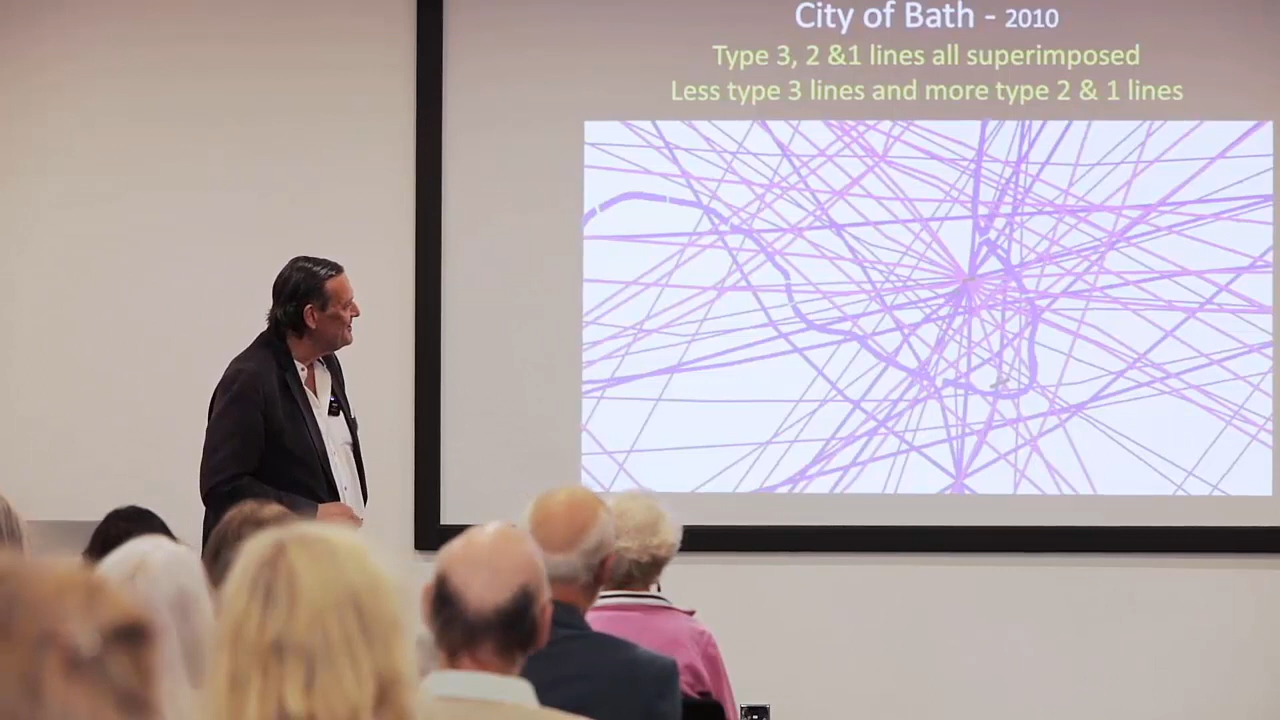 City of Bath - 2010
Type 3, 2 &1 lines all superimposed
Less type 3 lines and more type 2 & 1 lines